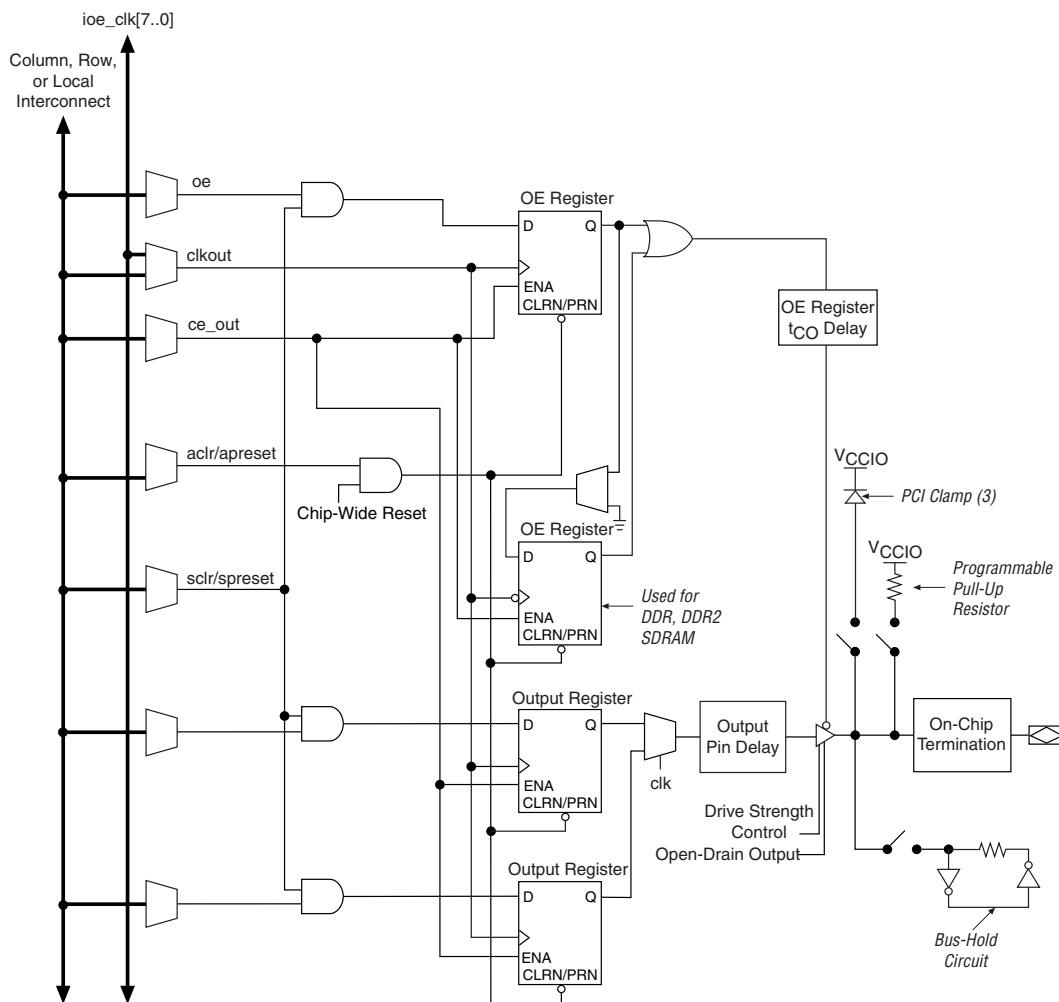 ioe_clk[7..0]
Column, Row,
or Local
Interconnect
oe
OE Register
D
Q
clkout
ENA
CLRN/PRN
OE Register
tCO Delay
ce_out
aclr/apreset
VCCIO
PCI Clamp (3)
Chip-Wide Reset
OE Register
D
Q
VCCIO
Programmable
Pull-Up
Resistor
sclr/spreset
ENA
CLRN/PRN
Used for
DDR, DDR2
SDRAM
Output Register
D
Q
ENA
CLRN/PRN
clk
Output
Pin Delay
On-Chip
Termination
Drive Strength
Control
Open-Drain Output
Output Register
D
Q
ENA
CLRN/PRN
Bus-Hold
Circuit